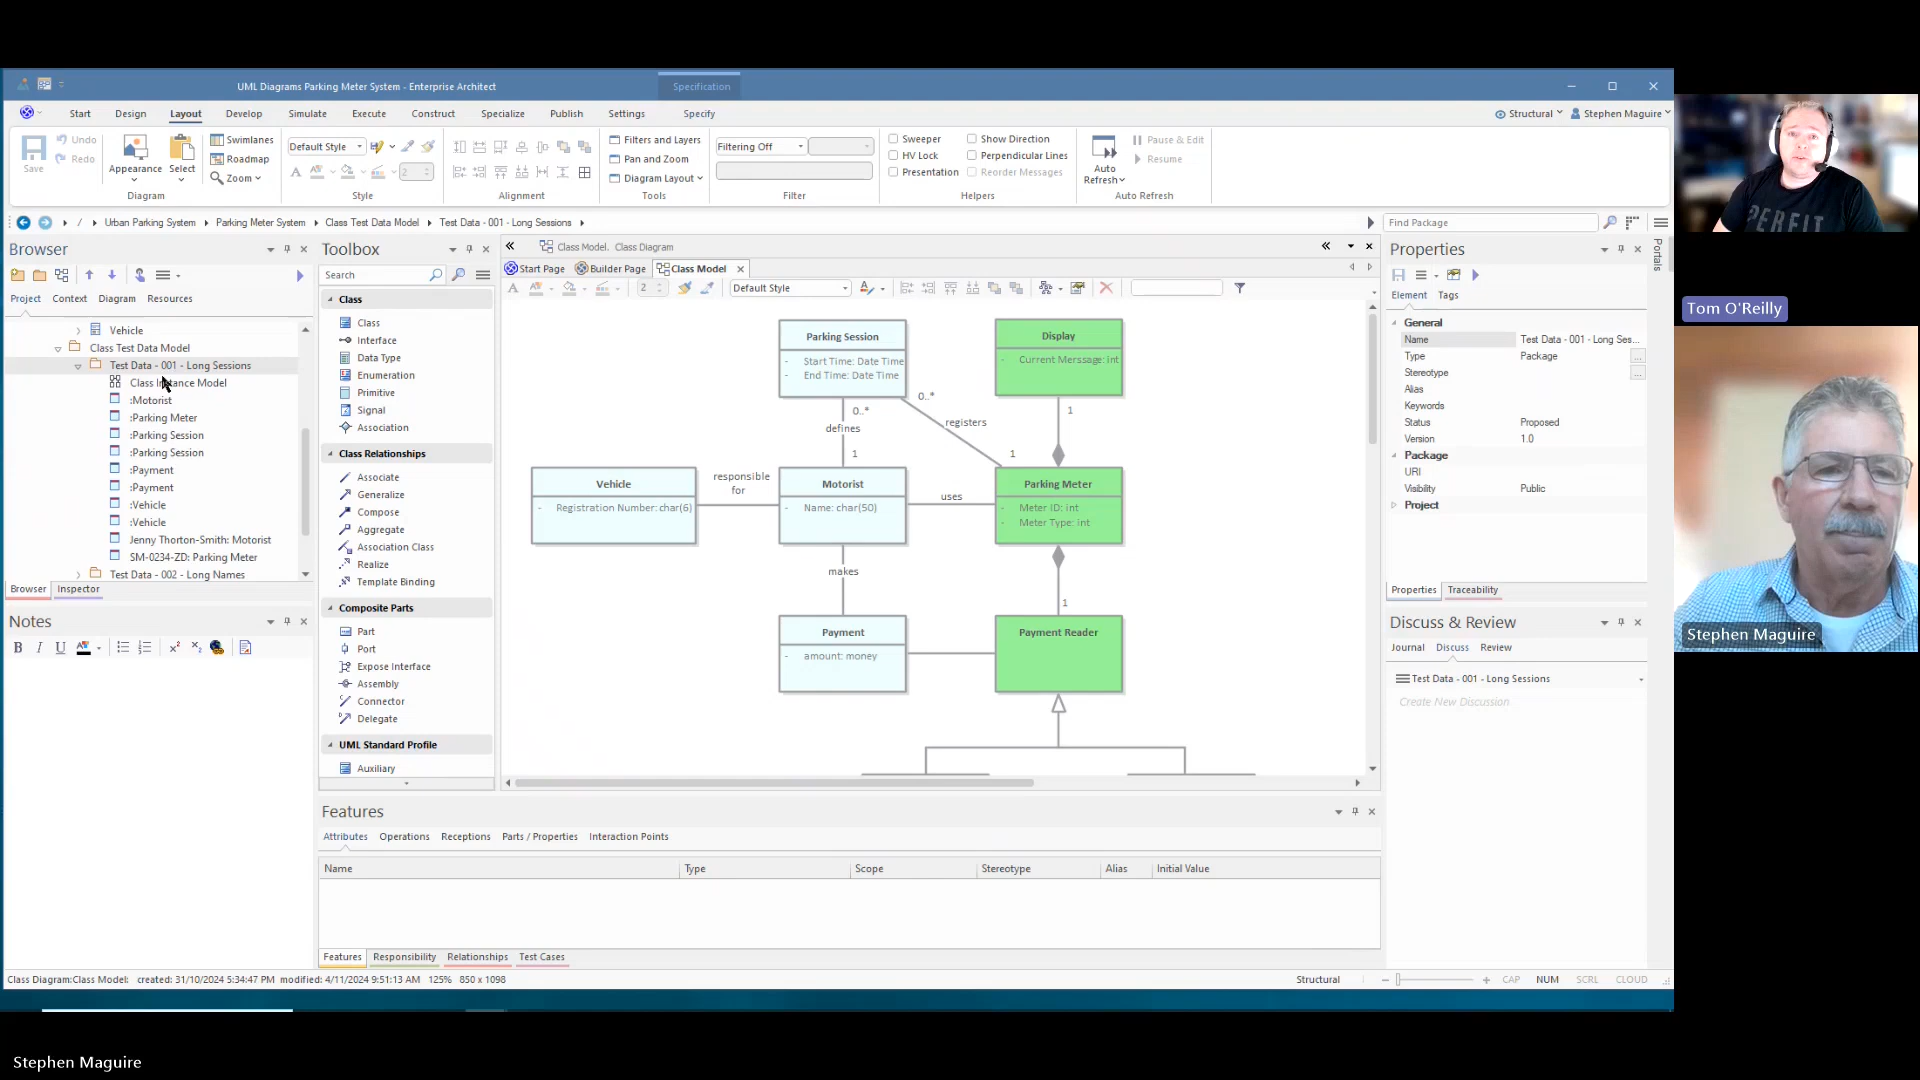 UML Diagrams Parking Meter System - Enterprise Architect
Specification
Start Design Layout Develop Simulate Execute Construct Specialize Publish Settings Specify
Structural Stephen Maguire
Save
Undo
Redo
Appearance
Select
Swimlanes
Roadmap
Zoom
Diagram
Default Style
2
Style
Alignment
Filters and Layers
Pan and Zoom
Diagram Layout
Tools
Filtering Off
Filter
Sweeper
HV Lock
Presentation
Show Direction
Perpendicular Lines
Reorder Messages
Helpers
Auto
Refresh
Pause & Edit
Resume
Auto Refresh
/ Urban Parking System Parking Meter System Class Test Data Model Test Data - 001 - Long Sessions
Find Package
Portals
Browser
Project Context Diagram Resources
Vehicle
Class Test Data Model
Test Data - 001 - Long Sessions
Class Instance Model
:Motorist
:Parking Meter
:Parking Session
:Parking Session
:Payment
:Payment
:Vehicle
:Vehicle
Jenny Thorton-Smith: Motorist
SM-0234-ZD: Parking Meter
Test Data - 002 - Long Names
Browser Inspector
Notes
B I U
Toolbox
Search
Class
Class
Interface
Data Type
Enumeration
Primitive
Signal
Association
Class Relationships
Associate
Generalize
Compose
Aggregate
Association Class
Realize
Template Binding
Composite Parts
Part
Port
Expose Interface
Assembly
Connector
Delegate
UML Standard Profile
Auxiliary
Class Model. Class Diagram
Start Page Builder Page Class Model
2 Default Style
Parking Session
- Start Time: Date Time
- End Time: Date Time
Display
- Current Merssage: int
0..*
0..*
1
defines
registers
1
1
Vehicle
- Registration Number: char(6)
responsible
for
Motorist
- Name: char(50)
uses
Parking Meter
- Meter ID: int
- Meter Type: int
makes
1
Payment
- amount: money
Payment Reader
Features
Attributes Operations Receptions Parts / Properties Interaction Points
Name Type Scope Stereotype Alias Initial Value
Features Responsibility Relationships Test Cases
Properties
Element Tags
General
Name Test Data - 001 - Long Ses...
Type Package
Stereotype
Alias
Keywords
Status Proposed
Version 1.0
Package
URI
Visibility Public
Project
Properties Traceability
Discuss & Review
Journal Discuss Review
Test Data - 001 - Long Sessions
Create New Discussion
Class Diagram:Class Model: created: 31/10/2024 5:34:47 PM modified: 4/11/2024 9:51:13 AM 125% 850 x 1098
Structural CAP NUM SCRL CLOUD
Tom O'Reilly
Stephen Maguire
Stephen Maguire